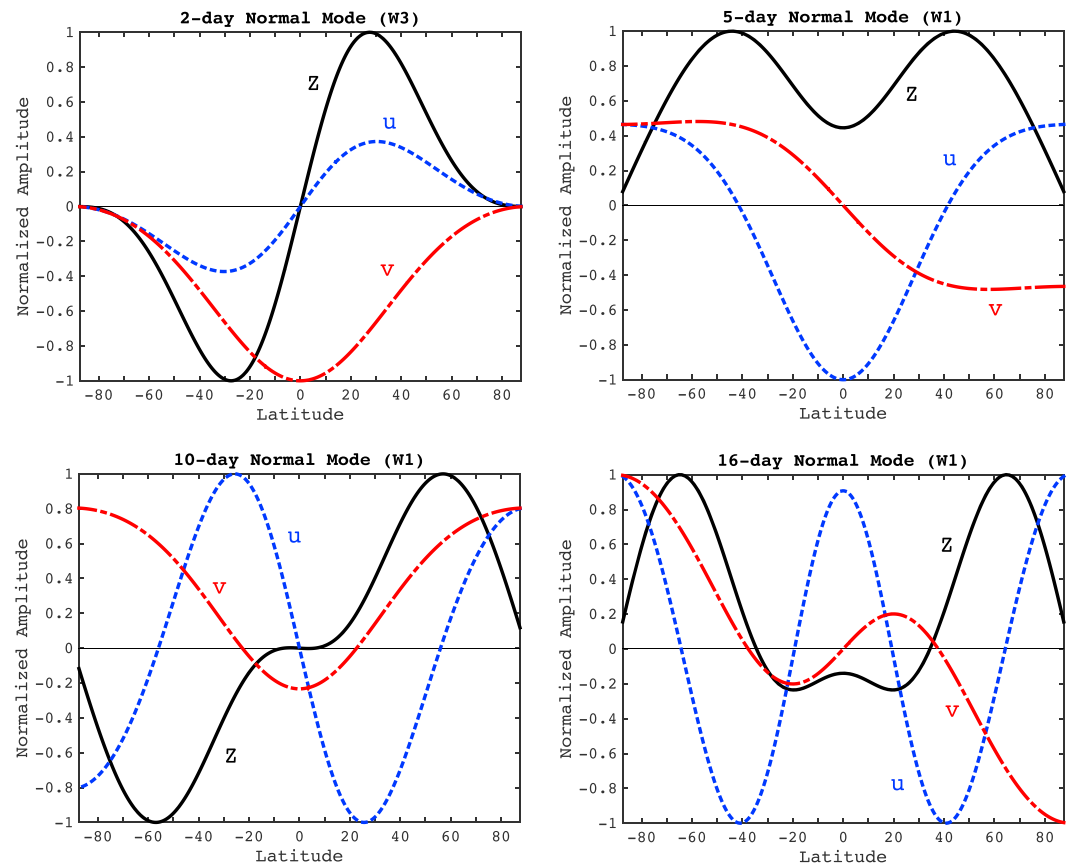 2-day Normal Mode (W3)
Normalized Amplitude
1
0.8
0.6
0.4
0.2
0
-0.2
-0.4
-0.6
-0.8
-1
Z
u
v
-80 -60 -40 -20 0 20 40 60 80
Latitude
5-day Normal Mode (W1)
Normalized Amplitude
1
0.8
0.6
0.4
0.2
0
-0.2
-0.4
-0.6
-0.8
-1
Z
u
v
-80 -60 -40 -20 0 20 40 60 80
Latitude
10-day Normal Mode (W1)
Normalized Amplitude
1
0.8
0.6
0.4
0.2
0
-0.2
-0.4
-0.6
-0.8
-1
u
v
Z
-80 -60 -40 -20 0 20 40 60 80
Latitude
16-day Normal Mode (W1)
Normalized Amplitude
1
0.8
0.6
0.4
0.2
0
-0.2
-0.4
-0.6
-0.8
-1
Z
v
u
-80 -60 -40 -20 0 20 40 60 80
Latitude